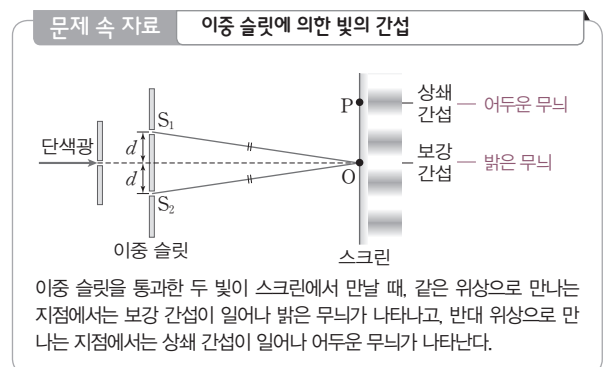 문제 속 자료 이중 슬릿에 의한 빛의 간섭
S₁
P
상쇄
간섭
어두운 무늬
단색광
d
d
O
보강
간섭
밝은 무늬
S₂
이중 슬릿
스크린
이중 슬릿을 통과한 두 빛이 스크린에서 만날 때, 같은 위상으로 만나는
지점에서는 보강 간섭이 일어나 밝은 무늬가 나타나고, 반대 위상으로 만
나는 지점에서는 상쇄 간섭이 일어나 어두운 무늬가 나타난다.